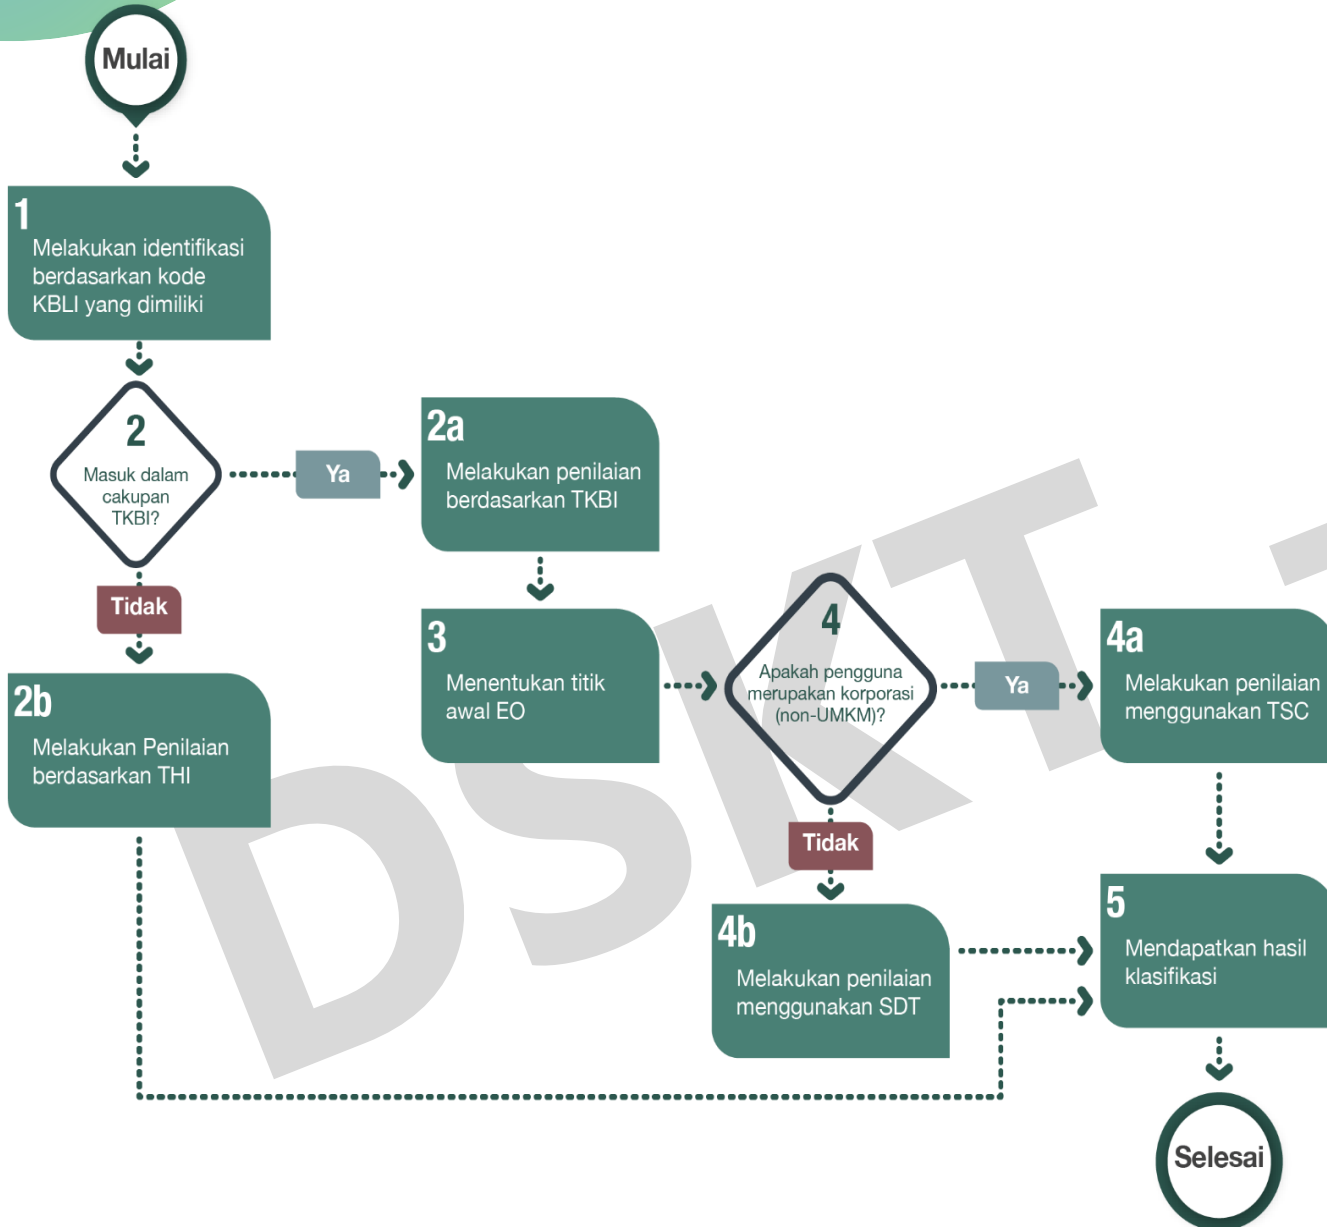 Mulai
1
Melakukan identifikasi
berdasarkan kode
KBLI yang dimiliki
2
Masuk dalam
cakupan
TKBI?
Ya
2a
Melakukan penilaian
berdasarkan TKBI
Tidak
2b
Melakukan Penilaian
berdasarkan THI
3
Menentukan titik
awal EO
4
Apakah pengguna
merupakan korporasi
(non-UMKM)?
Ya
4a
Melakukan penilaian
menggunakan TSC
Tidak
4b
Melakukan penilaian
menggunakan SDT
5
Mendapatkan hasil
klasifikasi
Selesai
DSKT -